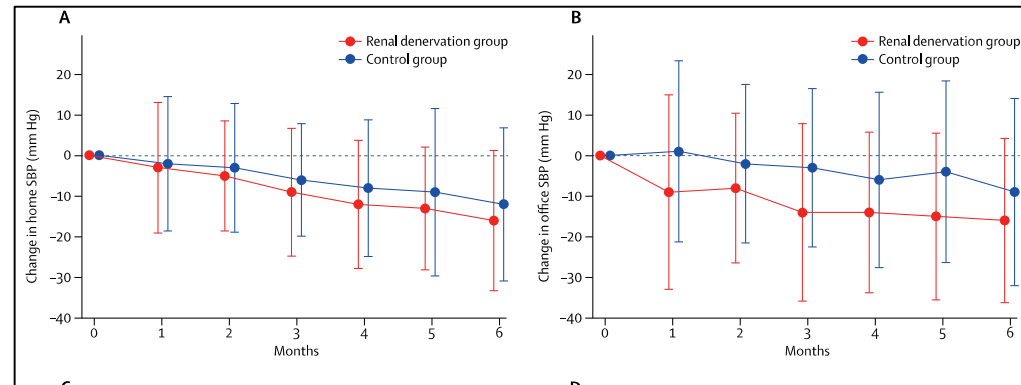 A
Renal denervation group
Control group
Change in home SBP (mm Hg)
20
10
0
–10
–20
–30
–40
0 1 2 3 4 5 6
Months
B
Renal denervation group
Control group
Change in office SBP (mm Hg)
20
10
0
–10
–20
–30
–40
0 1 2 3 4 5 6
Months